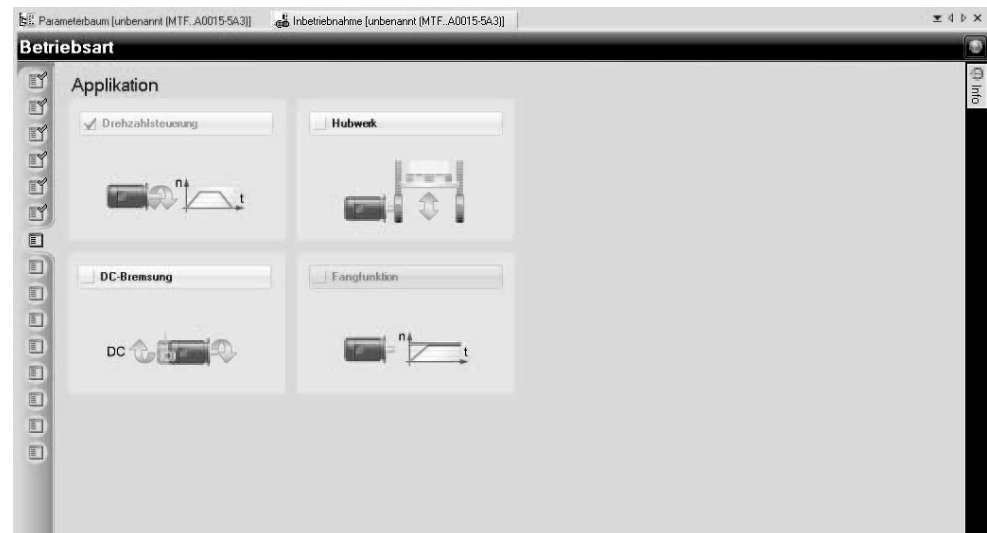 Parameterbaum [unbenannt (MTF..A0015-5A3)] Inbetriebnahme [unbenannt (MTF..A0015-5A3)]
Betriebsart
Info
Applikation
Drehzahlsteuerung Hubwerk
n
t
DC-Bremsung Fangfunktion
DC
n
t